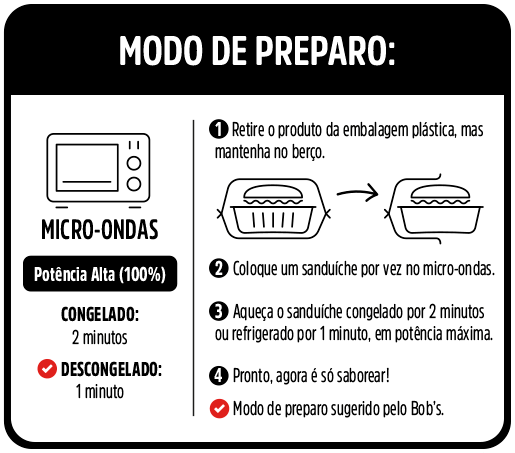 MODO DE PREPARO:
MICRO-ONDAS
Potência Alta (100%)
CONGELADO:
2 minutos
DESCONGELADO:
1 minuto
1 Retire o produto da embalagem plástica, mas
mantenha no berço.
2 Coloque um sanduíche por vez no micro-ondas.
3 Aqueça o sanduíche congelado por 2 minutos
ou refrigerado por 1 minuto, em potência máxima.
4 Pronto, agora é só saborear!
Modo de preparo sugerido pelo Bob's.